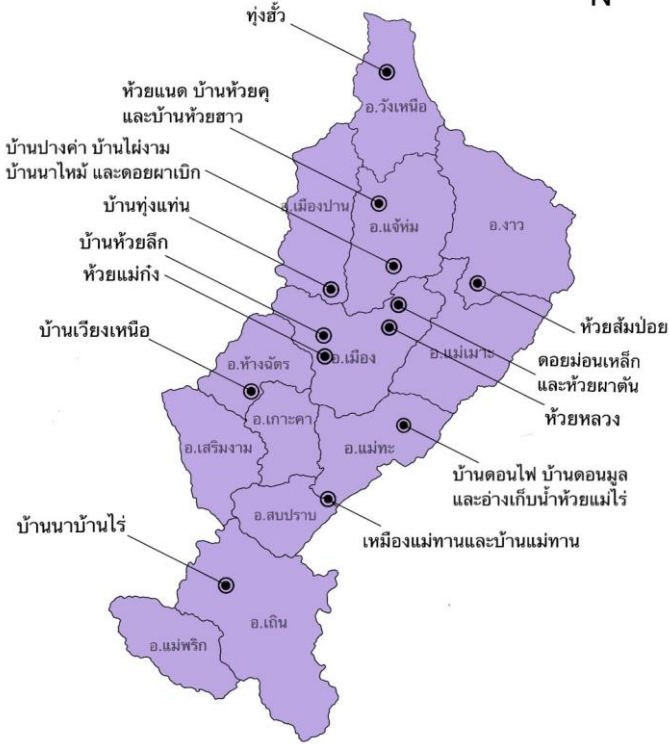 N
ทุ่งฮั้ว
อ.วังเหนือ
ห้วยแนด บ้านห้วยคุ
และบ้านห้วยฮาว
บ้านปางค่า บ้านไผ่งาม
บ้านนาไหม้ และดอยผาเบิก
อ.เมืองปาน
อ.แจ้ห่ม
อ.งาว
บ้านทุ่งแท่น
บ้านห้วยลึก
ห้วยแม่ก๋ง
ห้วยส้มป่อย
บ้านเวียงเหนือ
อ.ห้างฉัตร
อ.เมือง
อ.แม่เมาะ
ดอยม่อนเหล็ก
และห้วยผาตัน
ห้วยหลวง
อ.เกาะคา
อ.เสริมงาม
อ.แม่ทะ
บ้านดอนไฟ บ้านดอนมูล
และอ่างเก็บน้ำห้วยแม่ไร่
อ.สบปราบ
เหมืองแม่ทานและบ้านแม่ทาน
บ้านนาบ้านไร่
อ.เถิน
อ.แม่พริก